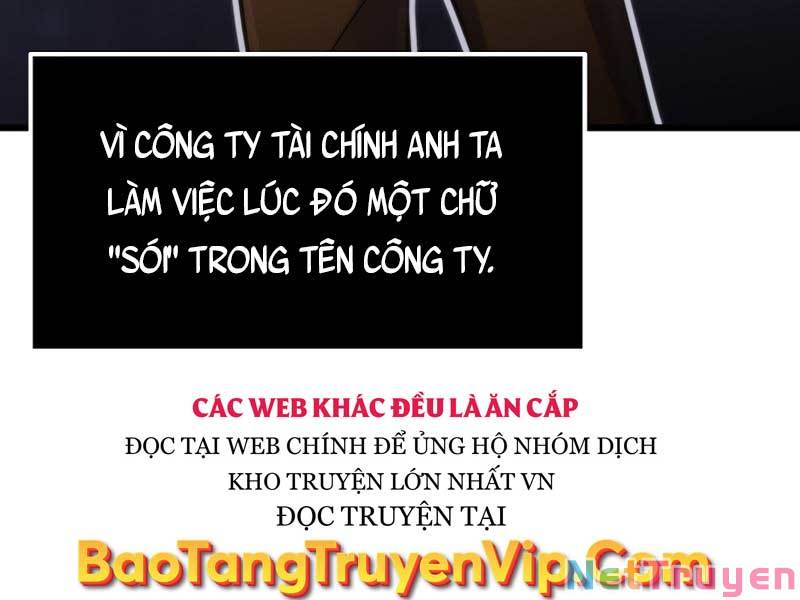 VÌ CÔNG TY TÀI CHÍNH ANH TA
LÀM VIỆC LÚC ĐÓ MỘT CHỮ
"SÓI" TRONG TÊN CÔNG TY.
CÁC WEB KHÁC ĐỀU LÀ ĂN CẮP
ĐỌC TẠI WEB CHÍNH ĐỂ ỦNG HỘ NHÓM DỊCH
KHO TRUYỆN LỚN NHẤT VN
ĐỌC TRUYỆN TẠI
BaoTangTruyenVip.Com
NetTruyen